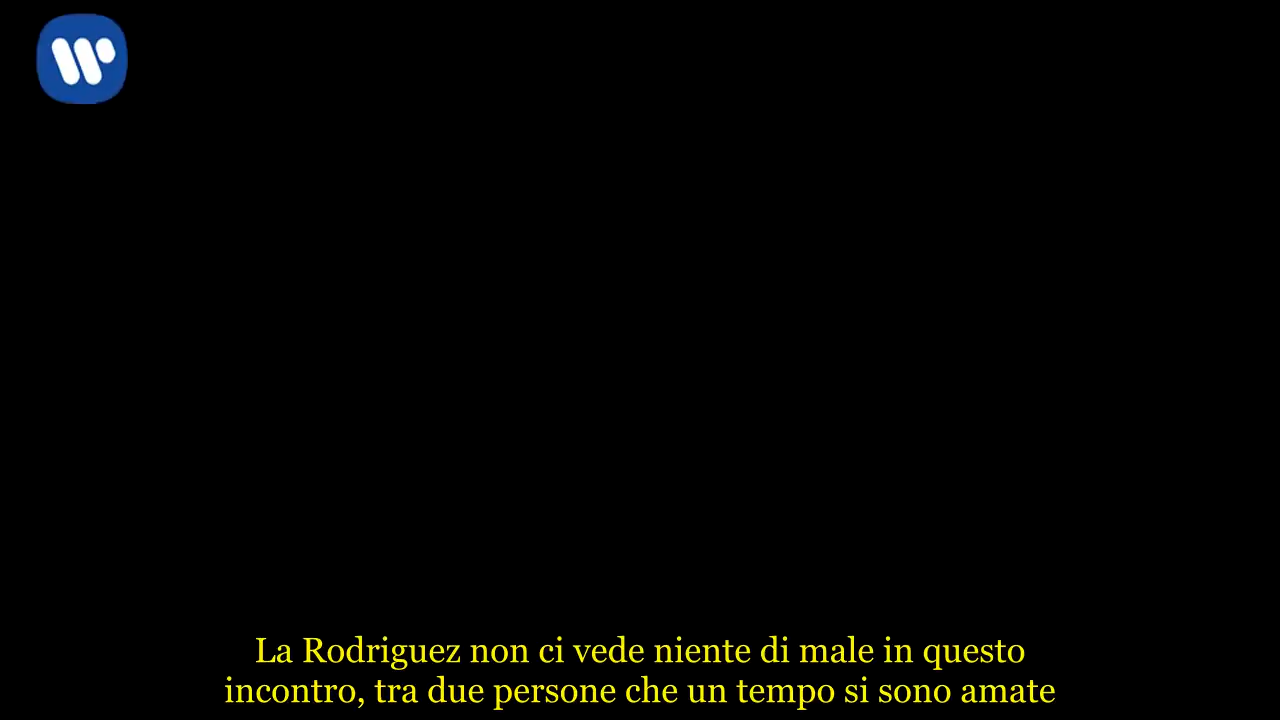 La Rodriguez non ci vede niente di male in questo
incontro, tra due persone che un tempo si sono amate